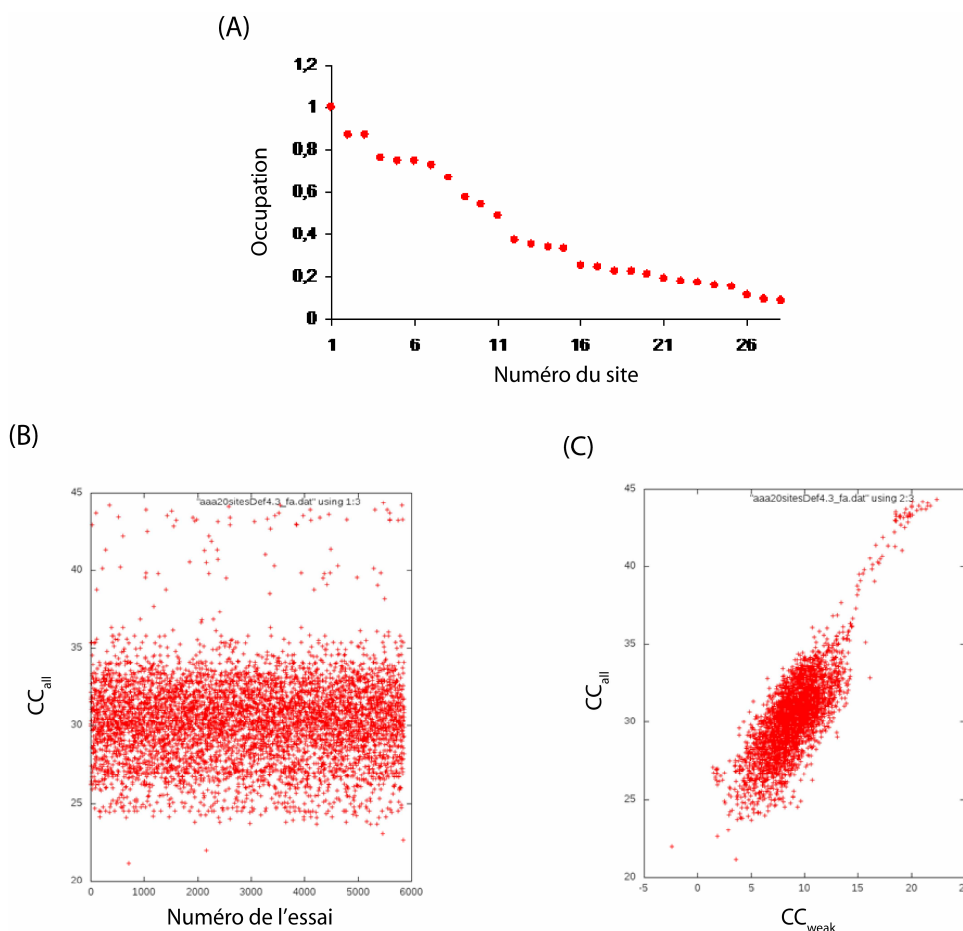 (A)
1,2
1
0,8
0,6
0,4
0,2
0
Occupation
1 6 11 16 21 26
Numéro du site
(B)
"aaa20sitesDef4.3_fa.dat" using 1:3
45
40
35
30
25
20
CCall
0 1000 2000 3000 4000 5000 6000
Numéro de l'essai
(C)
"aaa20sitesDef4.3_fa.dat" using 2:3
45
40
35
30
25
20
CCall
-5 0 5 10 15 20 25
CCweak